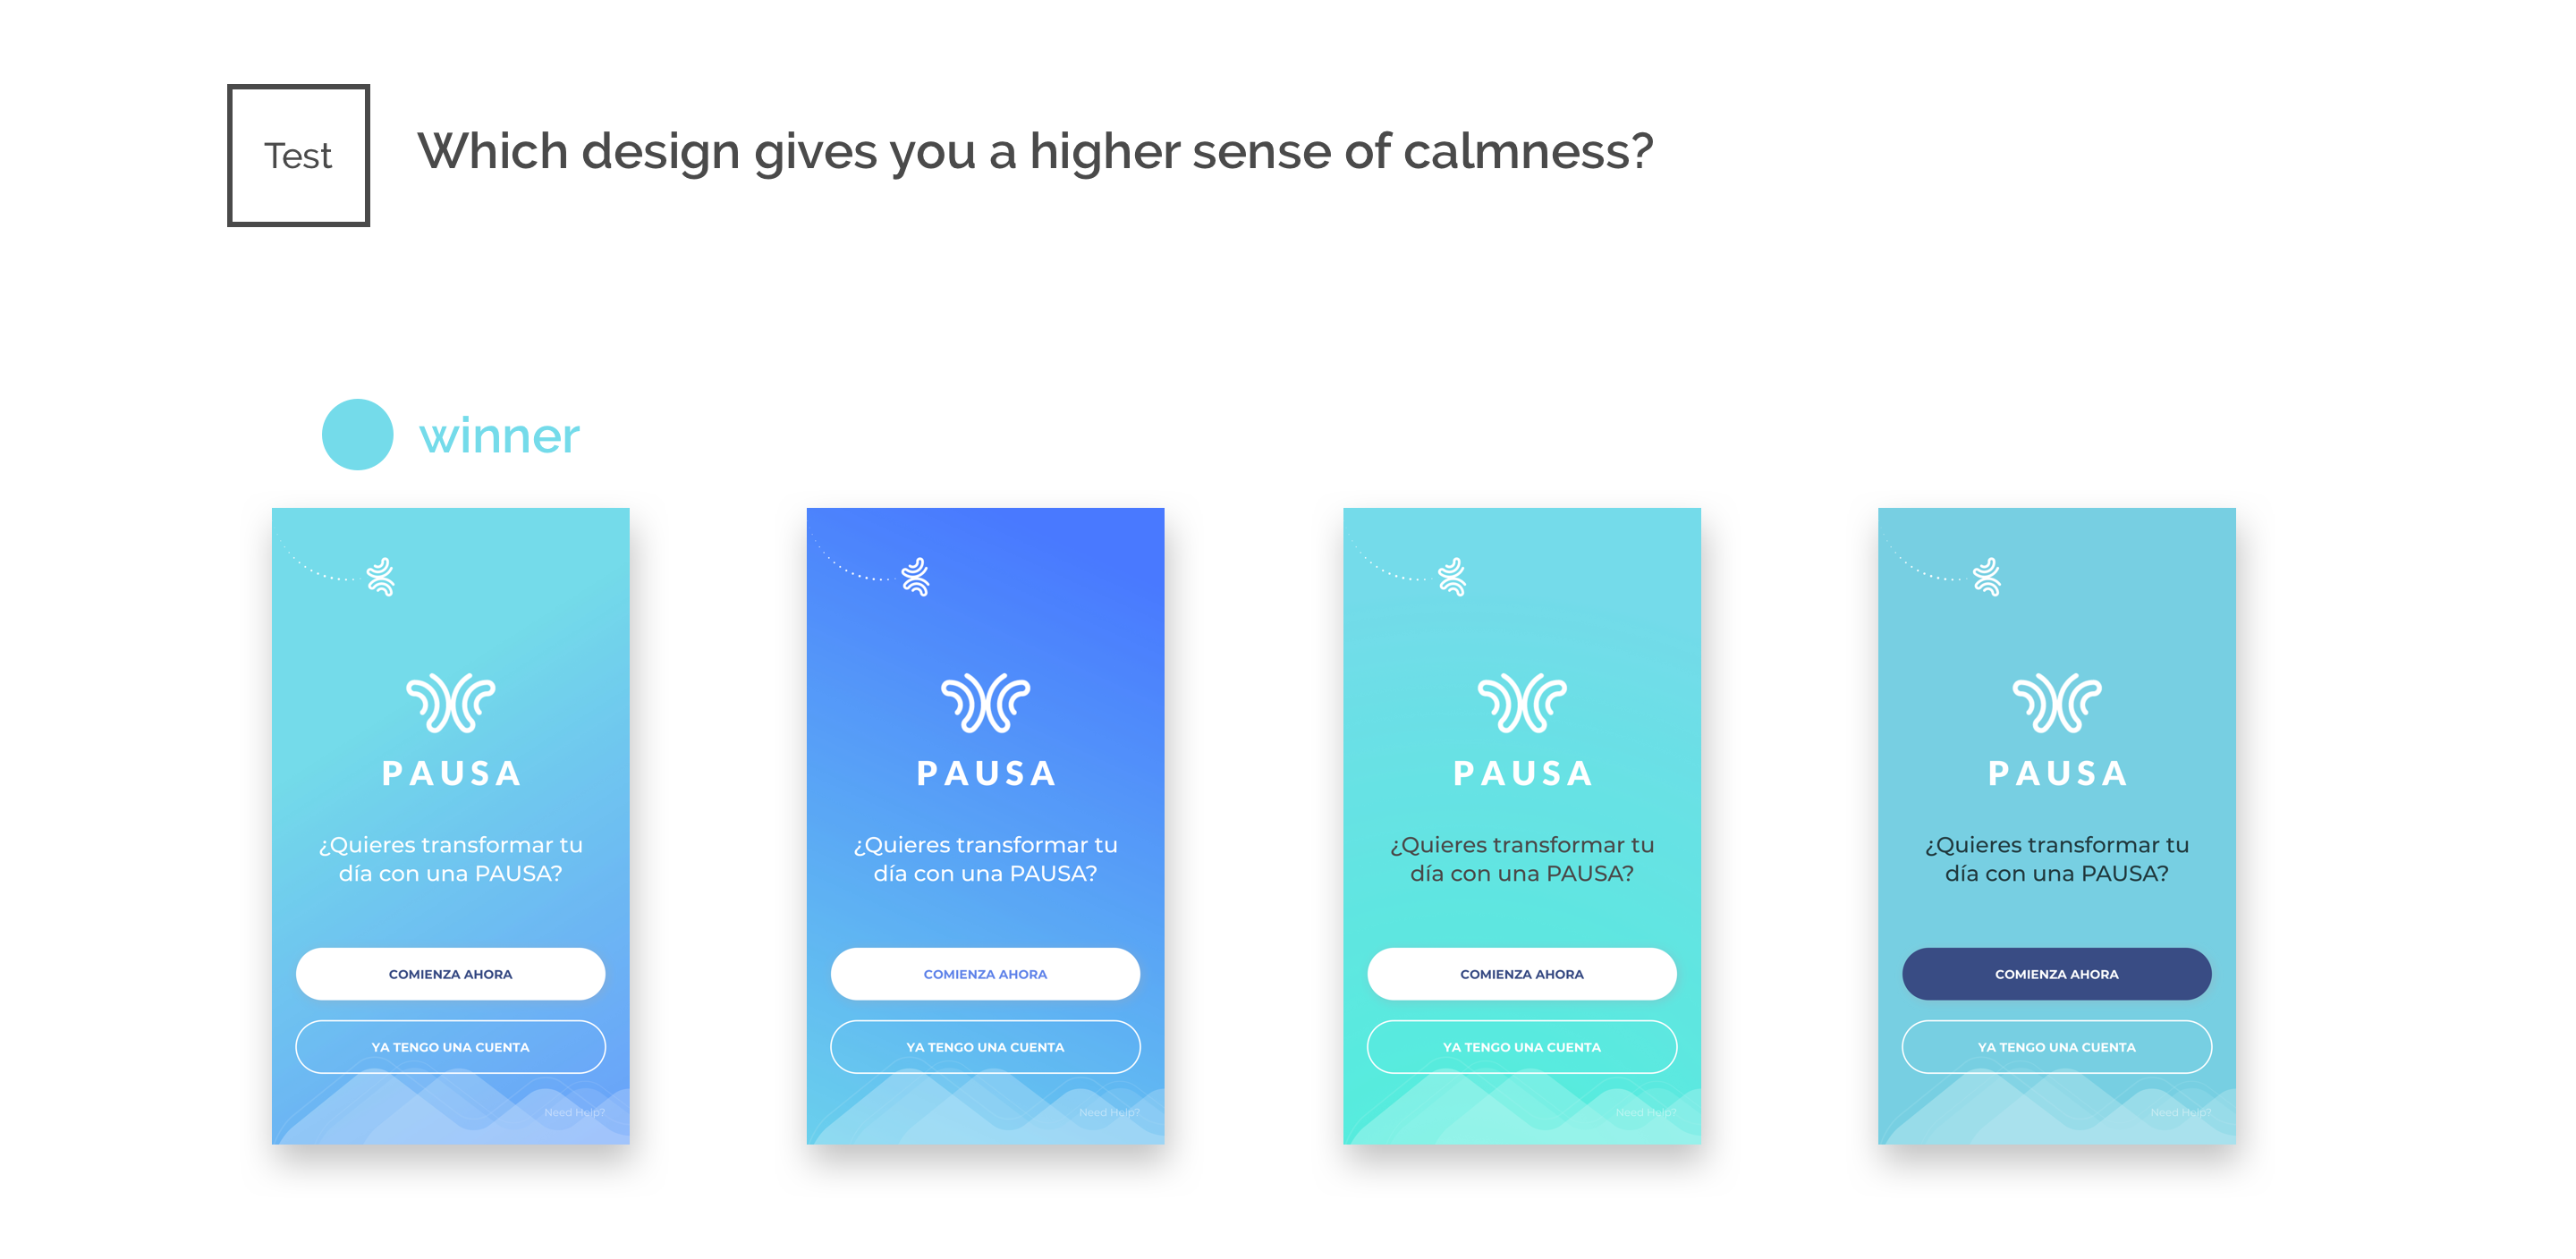 Test
Which design gives you a higher sense of calmness?
winner
PAUSA
¿Quieres transformar tu
día con una PAUSA?
COMIENZA AHORA
YA TENGO UNA CUENTA
Need Help?
PAUSA
¿Quieres transformar tu
día con una PAUSA?
COMIENZA AHORA
YA TENGO UNA CUENTA
Need Help?
PAUSA
¿Quieres transformar tu
día con una PAUSA?
COMIENZA AHORA
YA TENGO UNA CUENTA
Need Help?
PAUSA
¿Quieres transformar tu
día con una PAUSA?
COMIENZA AHORA
YA TENGO UNA CUENTA
Need Help?